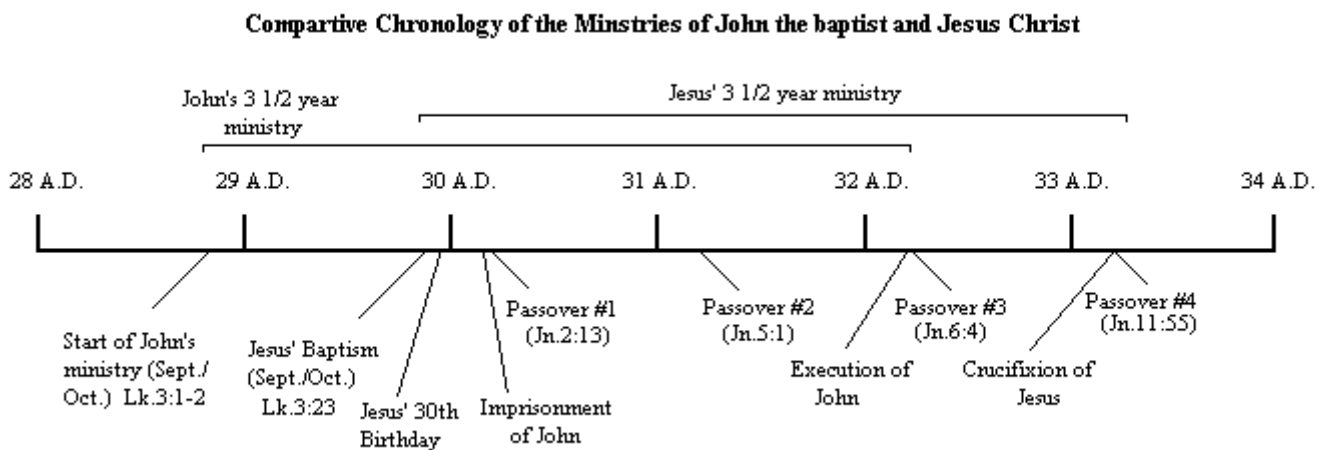 Compartive Chronology of the Minstries of John the baptist and Jesus Christ
John's 3 1/2 year
ministry
Jesus' 3 1/2 year ministry
28 A.D.
29 A.D.
30 A.D.
31 A.D.
32 A.D.
33 A.D.
34 A.D.
Start of John's
ministry (Sept./
Oct.) Lk.3:1-2
Jesus' Baptism
(Sept./Oct.)
Lk.3:23
Jesus' 30th
Birthday
Imprisonment
of John
Passover #1
(Jn.2:13)
Passover #2
(Jn.5:1)
Execution of
John
Passover #3
(Jn.6:4)
Crucifixion of
Jesus
Passover #4
(Jn.11:55)